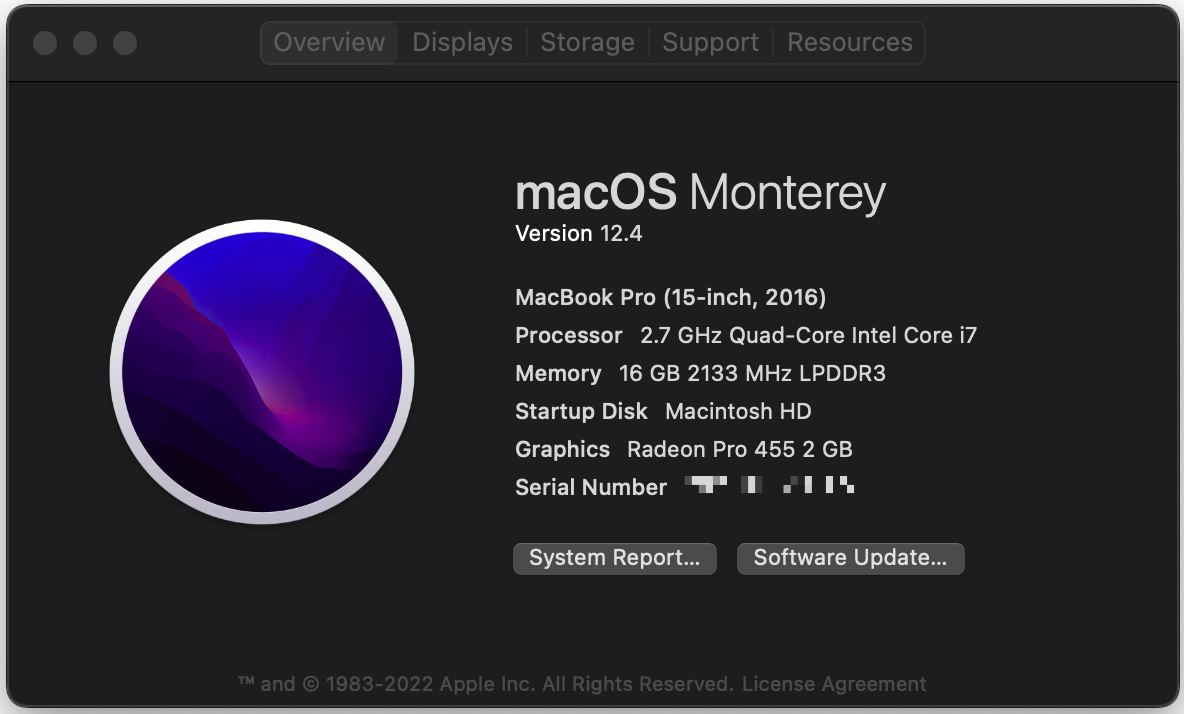 Overview Displays Storage Support Resources
macOS Monterey
Version 12.4
MacBook Pro (15-inch, 2016)
Processor 2.7 GHz Quad-Core Intel Core i7
Memory 16 GB 2133 MHz LPDDR3
Startup Disk Macintosh HD
Graphics Radeon Pro 455 2 GB
Serial Number
System Report... Software Update...
™ and © 1983-2022 Apple Inc. All Rights Reserved. License Agreement